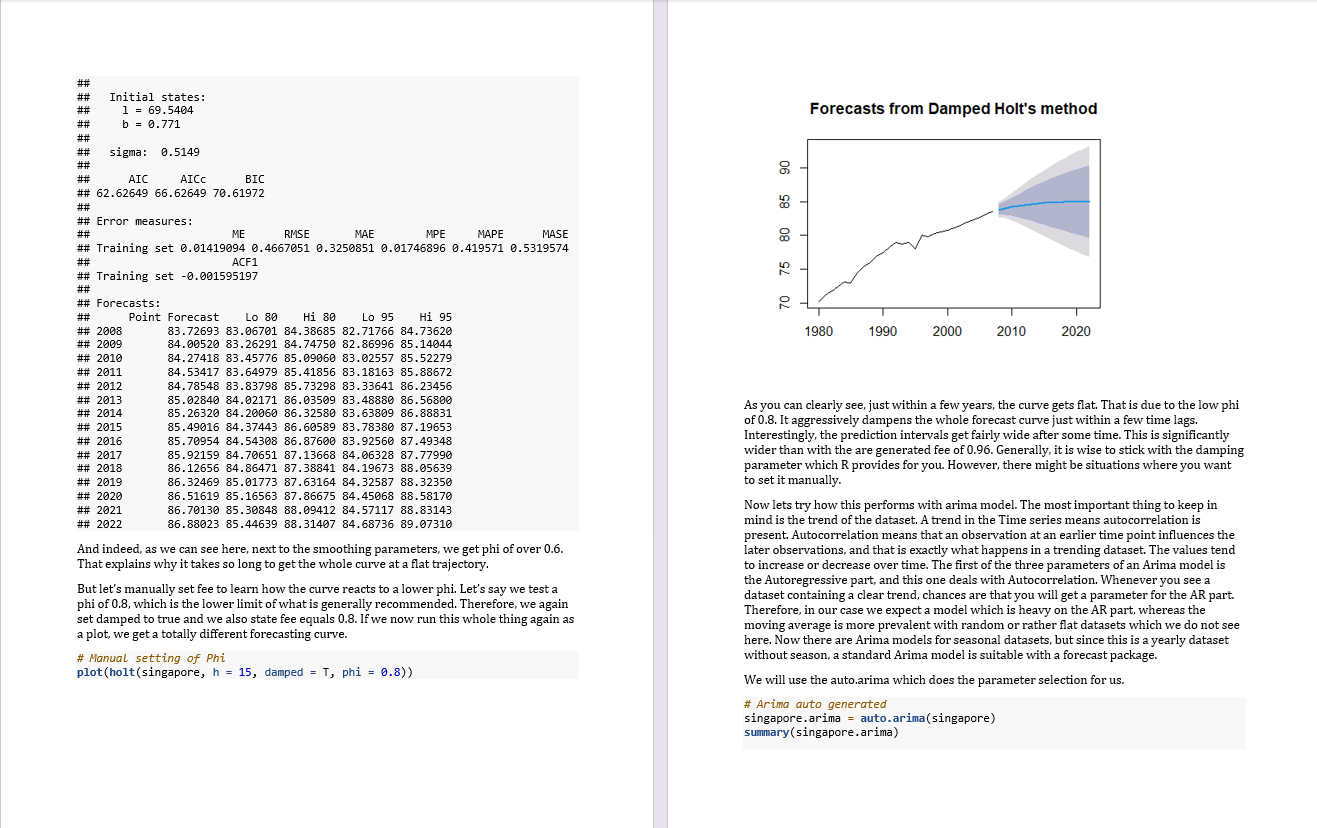 ##
##   Initial states:
##     l = 69.5404
##     b = 0.771
##
##   sigma:  0.5149
##
##      AIC     AICc      BIC
## 62.62649 66.62649 70.61972
##
## Error measures:
##                      ME      RMSE       MAE        MPE     MAPE      MASE
## Training set 0.01419094 0.4667051 0.3250851 0.01746896 0.419571 0.5319574
##                      ACF1
## Training set -0.001595197
##
## Forecasts:
##      Point Forecast    Lo 80    Hi 80    Lo 95    Hi 95
## 2008       83.72693 83.06701 84.38685 82.71766 84.73620
## 2009       84.00520 83.26291 84.74750 82.86996 85.14044
## 2010       84.27418 83.45776 85.09060 83.02557 85.52279
## 2011       84.53417 83.64979 85.41856 83.18163 85.88672
## 2012       84.78548 83.83798 85.73298 83.33641 86.23456
## 2013       85.02840 84.02171 86.03509 83.48880 86.56800
## 2014       85.26320 84.20060 86.32580 83.63809 86.88831
## 2015       85.49016 84.37443 86.60589 83.78380 87.19653
## 2016       85.70954 84.54308 86.87600 83.92560 87.49348
## 2017       85.92159 84.70651 87.13668 84.06328 87.77990
## 2018       86.12656 84.86471 87.38841 84.19673 88.05639
## 2019       86.32469 85.01773 87.63164 84.32587 88.32350
## 2020       86.51619 85.16563 87.86675 84.45068 88.58170
## 2021       86.70130 85.30848 88.09412 84.57117 88.83143
## 2022       86.88023 85.44639 88.31407 84.68736 89.07310
And indeed, as we can see here, next to the smoothing parameters, we get phi of over 0.6.
That explains why it takes so long to get the whole curve at a flat trajectory.
But let's manually set fee to learn how the curve reacts to a lower phi. Let's say we test a
phi of 0.8, which is the lower limit of what is generally recommended. Therefore, we again
set damped to true and we also state fee equals 0.8. If we now run this whole thing again as
a plot, we get a totally different forecasting curve.
# Manual setting of Phi
plot(holt(singapore, h = 15, damped = T, phi = 0.8))
Forecasts from Damped Holt's method
90
85
80
75
70
1980 1990 2000 2010 2020
As you can clearly see, just within a few years, the curve gets flat. That is due to the low phi
of 0.8. It aggressively dampens the whole forecast curve just within a few time lags.
Interestingly, the prediction intervals get fairly wide after some time. This is significantly
wider than with the are generated fee of 0.96. Generally, it is wise to stick with the damping
parameter which R provides for you. However, there might be situations where you want
to set it manually.
Now lets try how this performs with arima model. The most important thing to keep in
mind is the trend of the dataset. A trend in the Time series means autocorrelation is
present. Autocorrelation means that an observation at an earlier time point influences the
later observations, and that is exactly what happens in a trending dataset. The values tend
to increase or decrease over time. The first of the three parameters of an Arima model is
the Autoregressive part, and this one deals with Autocorrelation. Whenever you see a
dataset containing a clear trend, chances are that you will get a parameter for the AR part.
Therefore, in our case we expect a model which is heavy on the AR part, whereas the
moving average is more prevalent with random or rather flat datasets which we do not see
here. Now there are Arima models for seasonal datasets, but since this is a yearly dataset
without season, a standard Arima model is suitable with a forecast package.
We will use the auto.arima which does the parameter selection for us.
# Arima auto generated
singapore.arima = auto.arima(singapore)
summary(singapore.arima)